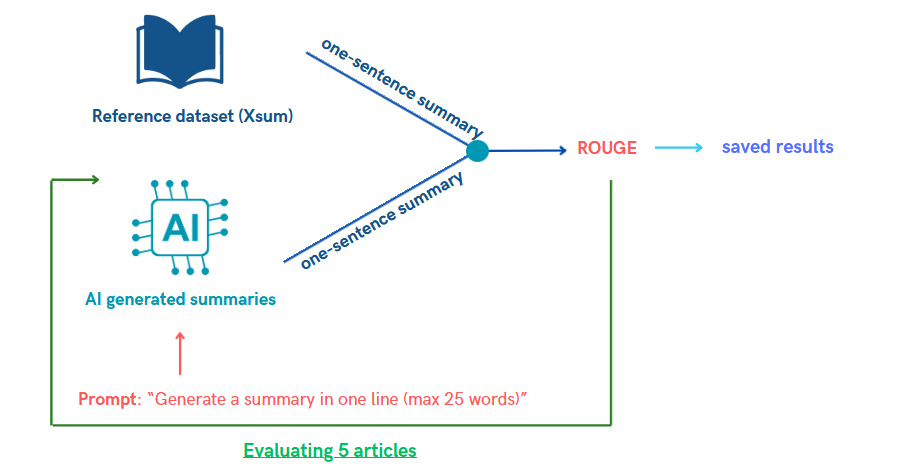 one-sentence summary
Reference dataset (Xsum)
ROUGE
saved results
AI
one-sentence summary
AI generated summaries
Prompt: “Generate a summary in one line (max 25 words)”
Evaluating 5 articles